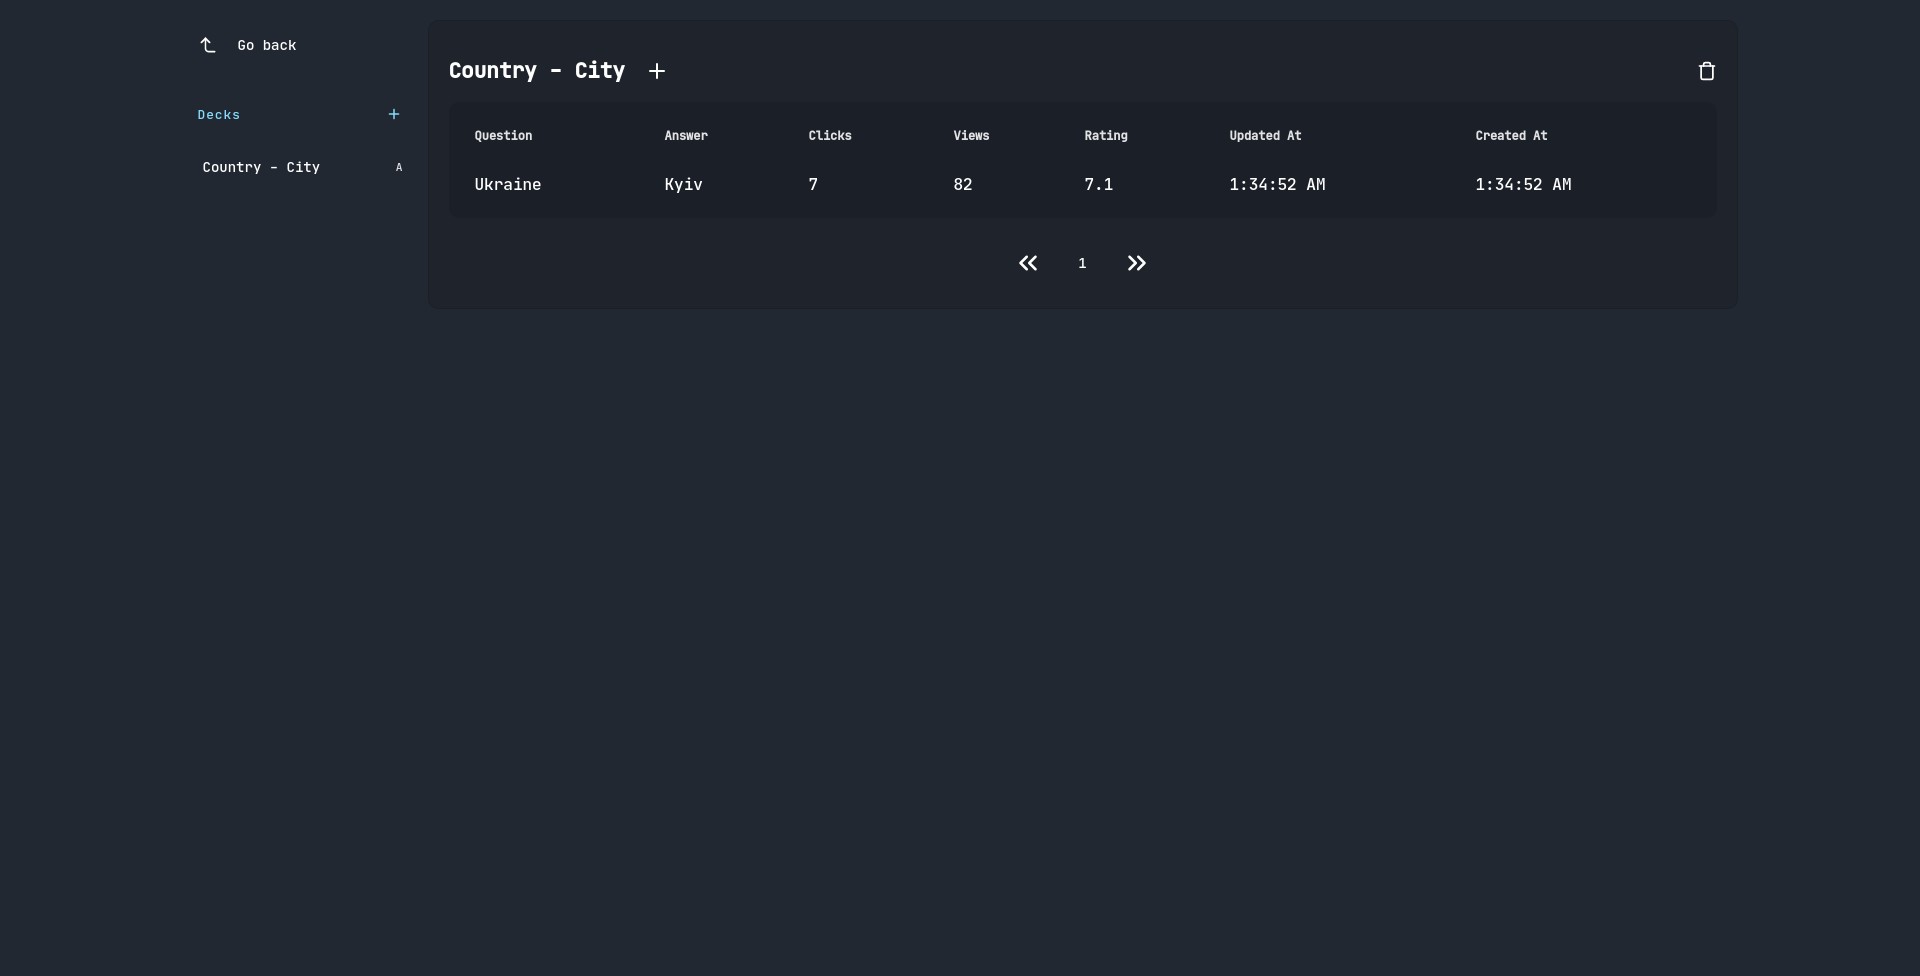 Go back
Decks
Country - City A
Country - City
Question Answer Clicks Views Rating Updated At Created At
Ukraine Kyiv 7 82 7.1 1:34:52 AM 1:34:52 AM
1